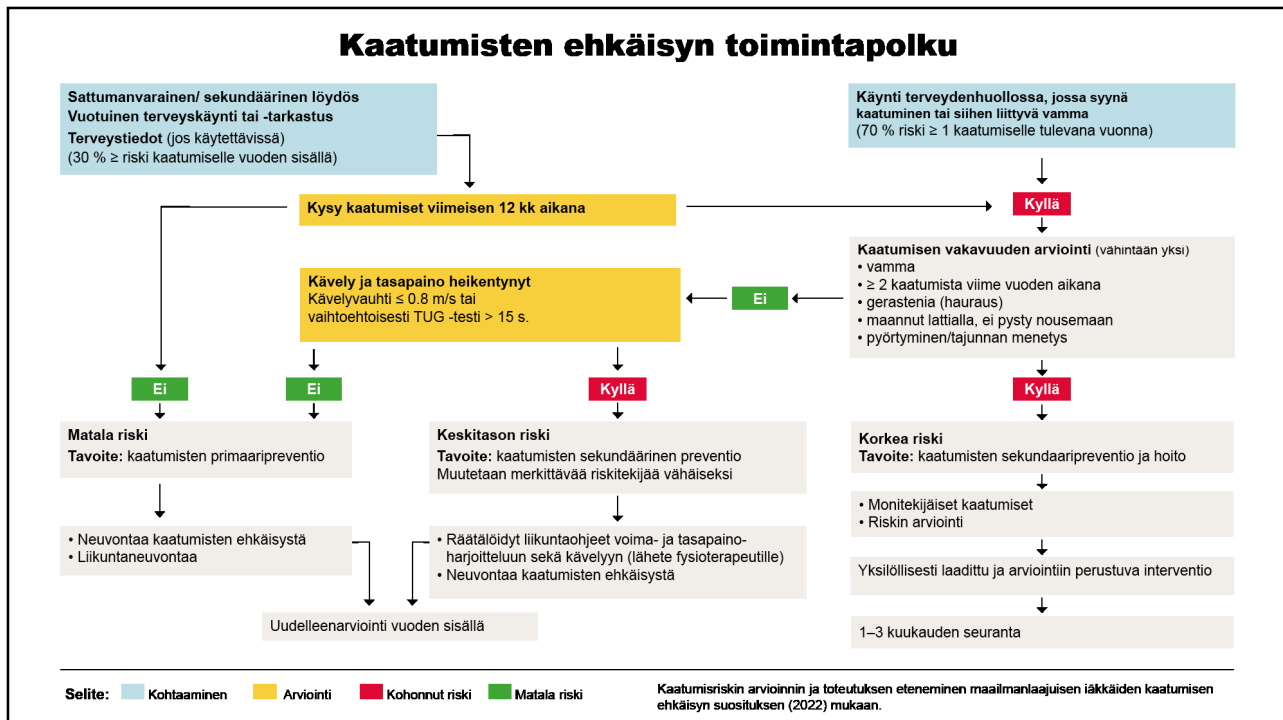 Kaatumisten ehkäisyn toimintapolku
Sattumanvarainen/ sekundäärinen löydös
Vuotuinen terveyskäynti tai -tarkastus
Terveystiedot (jos käytettävissä)
(30 % ≥ riski kaatumiselle vuoden sisällä)
Käynti terveydenhuollossa, jossa syynä
kaatuminen tai siihen liittyvä vamma
(70 % riski ≥ 1 kaatumiselle tulevana vuonna)
Kysy kaatumiset viimeisen 12 kk aikana
Kyllä
Kaatumisen vakavuuden arviointi (vähintään yksi)
• vamma
• ≥ 2 kaatumista viime vuoden aikana
• gerastenia (hauraus)
• maannut lattialla, ei pysty nousemaan
• pyörtyminen/tajunnan menetys
Ei
Kävely ja tasapaino heikentynyt
Kävelyvauhti ≤ 0.8 m/s tai
vaihtoehtoisesti TUG -testi > 15 s.
Ei
Ei
Kyllä
Kyllä
Matala riski
Tavoite: kaatumisten primaaripreventio
Keskitason riski
Tavoite: kaatumisten sekundäärinen preventio
Muutetaan merkittävää riskitekijää vähäiseksi
Korkea riski
Tavoite: kaatumisten sekundaaripreventio ja hoito
• Neuvontaa kaatumisten ehkäisystä
• Liikuntaneuvontaa
• Räätälöidyt liikuntaohjeet voima- ja tasapaino-
harjoitteluun sekä kävelyyn (lähete fysioterapeutille)
• Neuvontaa kaatumisten ehkäisystä
• Monitekijäiset kaatumiset
• Riskin arviointi
Yksilöllisesti laadittu ja arviointiin perustuva interventio
Uudelleenarviointi vuoden sisällä
1–3 kuukauden seuranta
Selite:
Kohtaaminen
Arviointi
Kohonnut riski
Matala riski
Kaatumisriskin arvioinnin ja toteutuksen eteneminen maailmanlaajuisen iäkkäiden kaatumisen
ehkäisyn suosituksen (2022) mukaan.